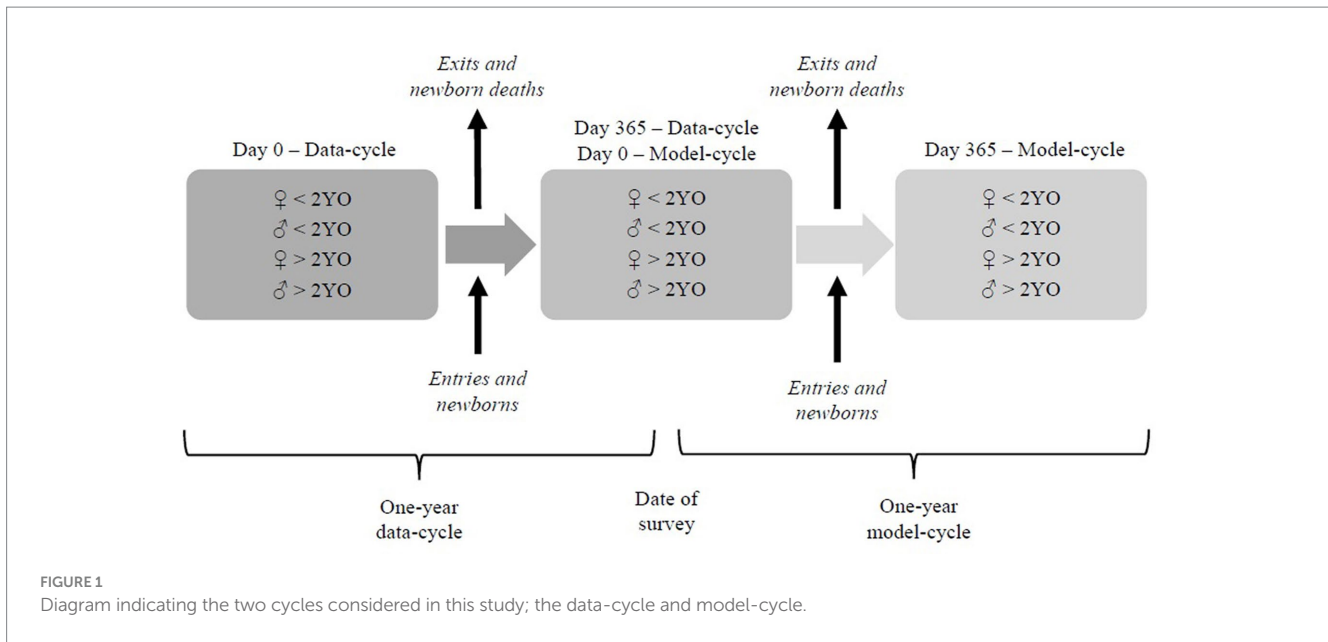 Exits and
newborn deaths
Exits and
newborn deaths
Day 0 – Data-cycle
Day 365 – Data-cycle
Day 0 – Model-cycle
Day 365 – Model-cycle
♀ < 2YO
♂ < 2YO
♀ > 2YO
♂ > 2YO
♀ < 2YO
♂ < 2YO
♀ > 2YO
♂ > 2YO
♀ < 2YO
♂ < 2YO
♀ > 2YO
♂ > 2YO
Entries and
newborns
Entries and
newborns
One-year
data-cycle
Date of
survey
One-year
model-cycle
FIGURE 1
Diagram indicating the two cycles considered in this study; the data-cycle and model-cycle.